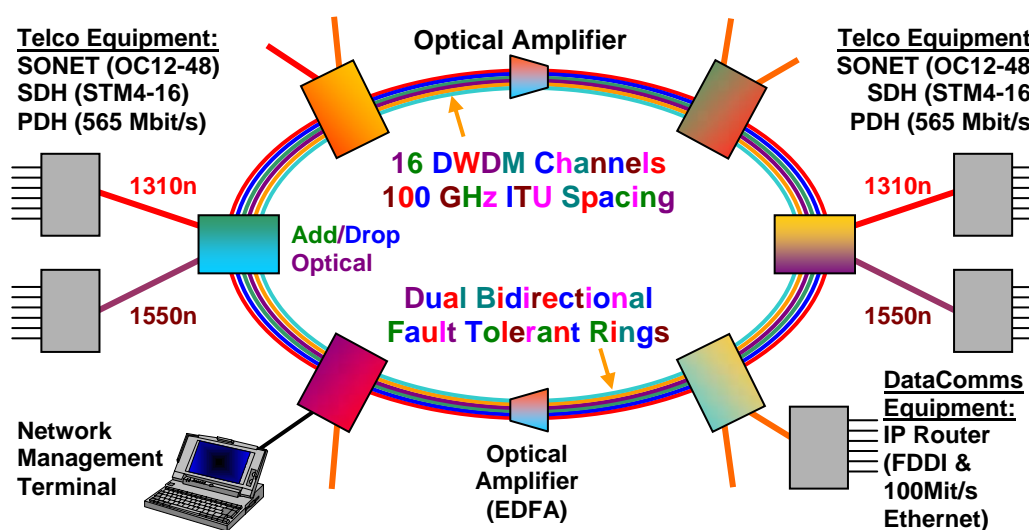 Telco Equipment:
SONET (OC12-48)
SDH (STM4-16)
PDH (565 Mbit/s)
Optical Amplifier
Telco Equipment
SONET (OC12-48
SDH (STM4-16
PDH (565 Mbit/s
1310n
1550n
16 DWDM Channels
100 GHz ITU Spacing
Add/Drop
Optical
1310n
1550n
Dual Bidirectional
Fault Tolerant Rings
Network
Management
Terminal
Optical
Amplifier
(EDFA)
DataComms
Equipment:
IP Router
(FDDI &
100Mit/s
Ethernet)